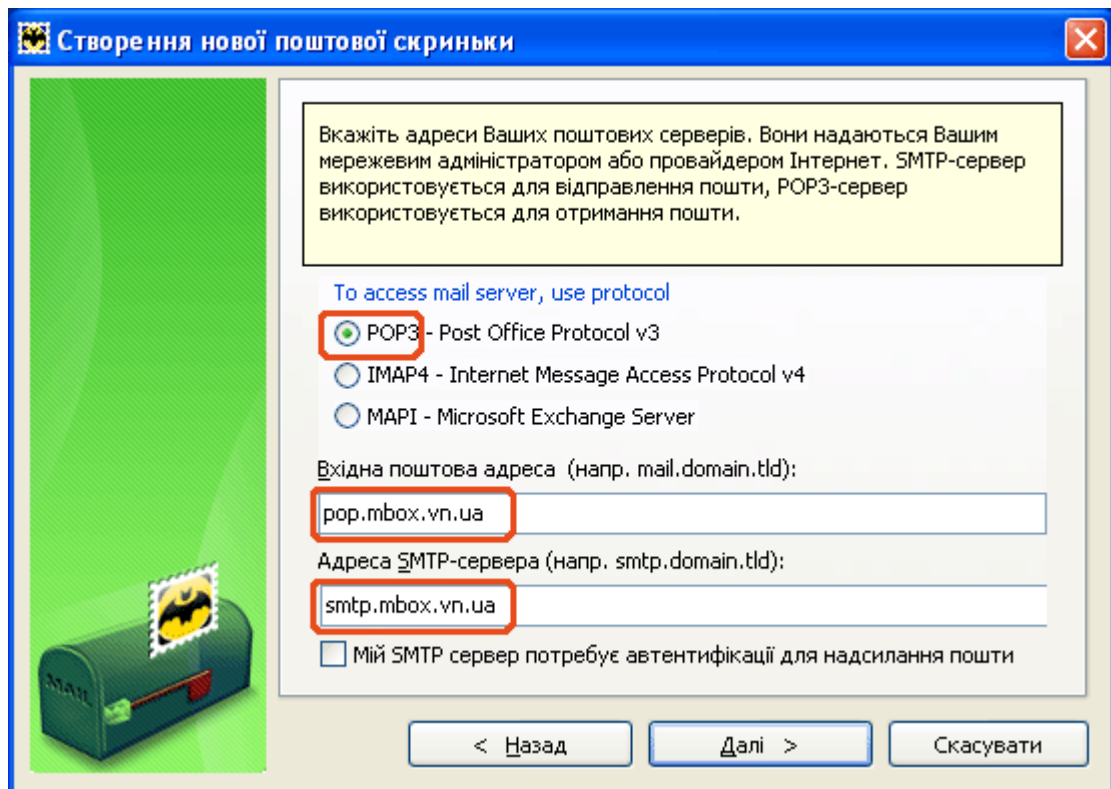 Створення нової поштової скриньки
Вкажіть адреси Ваших поштових серверів. Вони надаються Вашим
мережевим адміністратором або провайдером Інтернет. SMTP-сервер
використовується для відправлення пошти, POP3-сервер
використовується для отримання пошти.
To access mail server, use protocol
POP3 - Post Office Protocol v3
IMAP4 - Internet Message Access Protocol v4
MAPI - Microsoft Exchange Server
Вхідна поштова адреса (напр. mail.domain.tld):
pop.mbox.vn.ua
Адреса SMTP-сервера (напр. smtp.domain.tld):
smtp.mbox.vn.ua
Мій SMTP сервер потребує автентифікації для надсилання пошти
MAIL
< Назад
Далі >
Скасувати